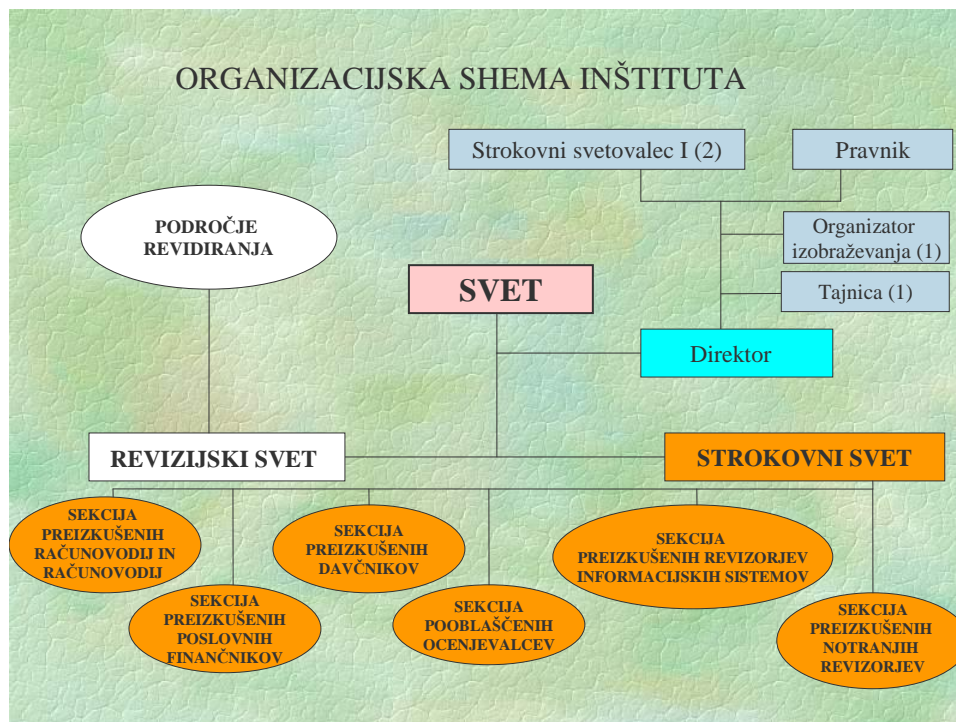 ORGANIZACIJSKA SHEMA INŠTITUTA
Strokovni svetovalec I (2)
Pravnik
PODROČJE
REVIDIRANJA
Organizator
izobraževanja (1)
SVET
Tajnica (1)
Direktor
REVIZIJSKI SVET
STROKOVNI SVET
SEKCIJA
PREIZKUŠENIH
RAČUNOVODIJ IN
RAČUNOVODIJ
SEKCIJA
PREIZKUŠENIH
POSLOVNIH
FINANČNIKOV
SEKCIJA
PREIZKUŠENIH
DAVČNIKOV
SEKCIJA
POOBLAŠČENIH
OCENJEVALCEV
SEKCIJA
PREIZKUŠENIH REVIZORJEV
INFORMACIJSKIH SISTEMOV
SEKCIJA
PREIZKUŠENIH
NOTRANJIH
REVIZORJEV